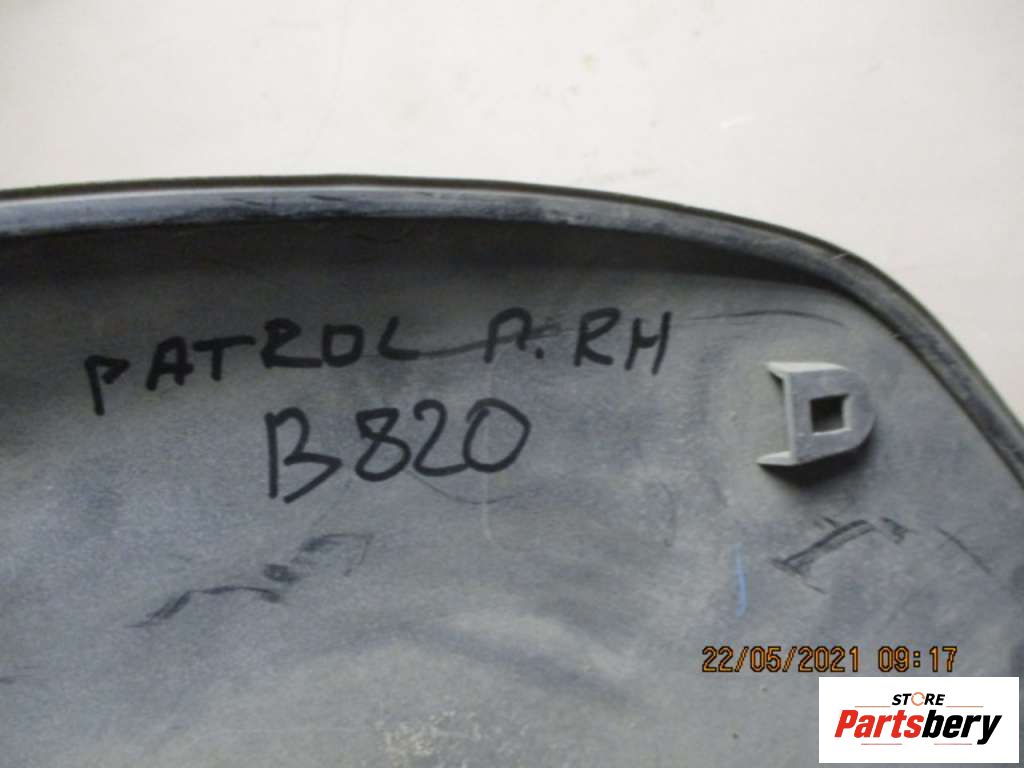 PATROL A.RH
B820
22/05/2021 09:17
STORE
Partsbery